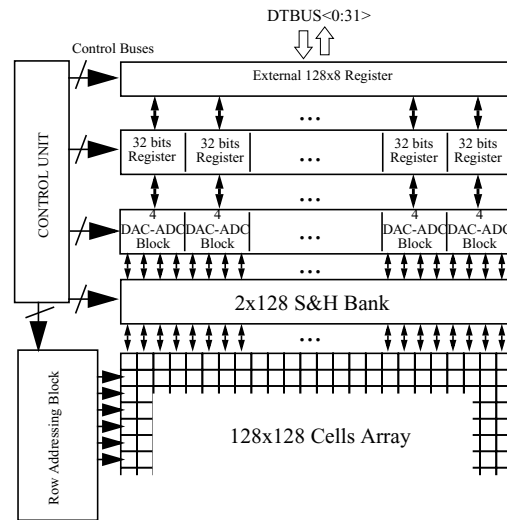 DTBUS<0:31>
Control Buses
External 128x8 Register
...
CONTROL UNIT
32 bits Register
32 bits Register
...
32 bits Register
32 bits Register
...
4 DAC-ADC Block
4 DAC-ADC Block
...
4 DAC-ADC Block
4 DAC-ADC Block
...
2x128 S&H Bank
...
Row Addressing Block
128x128 Cells Array